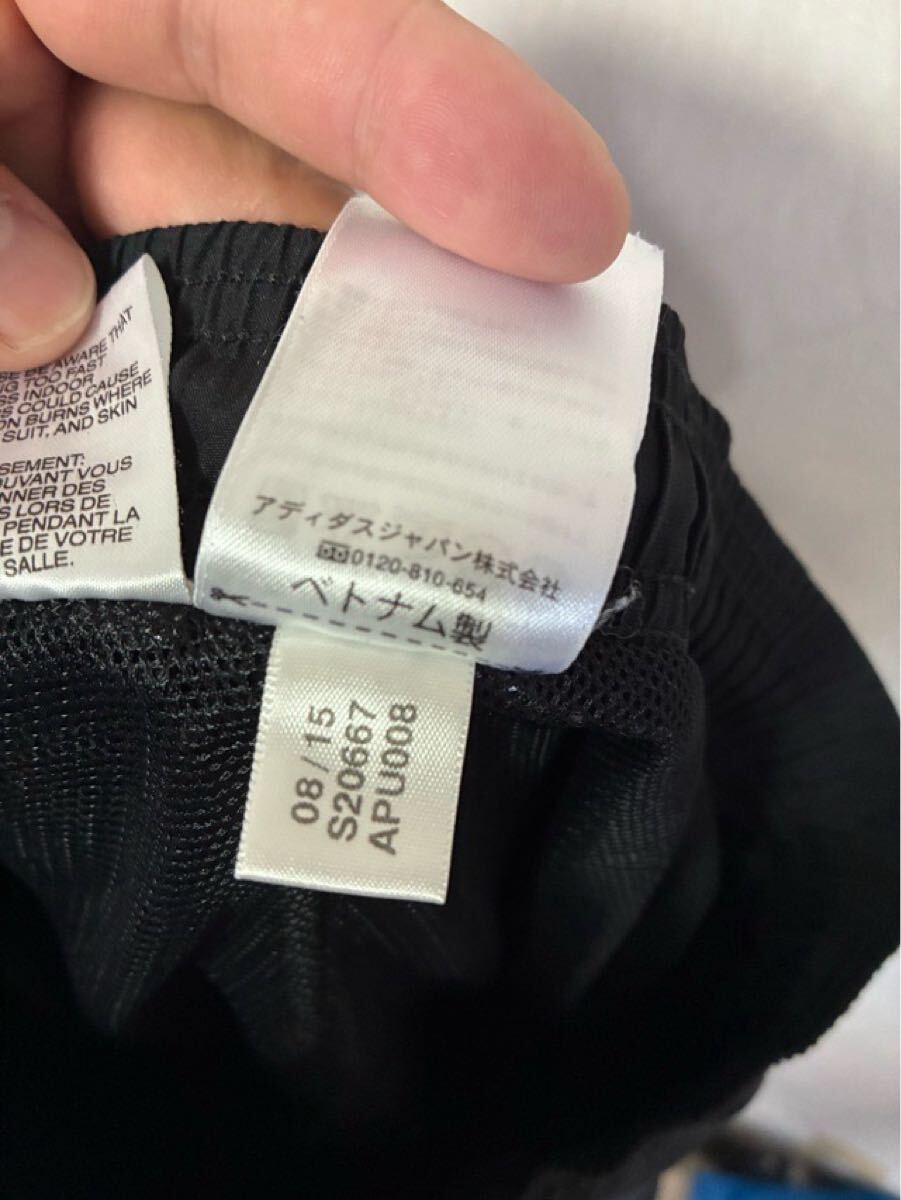 BE AWARE THAT
NG TOO FAST
SS INDOOR
S COULD CAUSE
ON BURNS WHERE
SUIT, AND SKIN
SEMENT:
OUVANT VOUS
NNER DES
S LORS DE
PENDANT LA
E DE VOTRE
SALLE.
アディダスジャパン株式会社
0120-810-654
ベトナム製
08/15
S20667
APU008